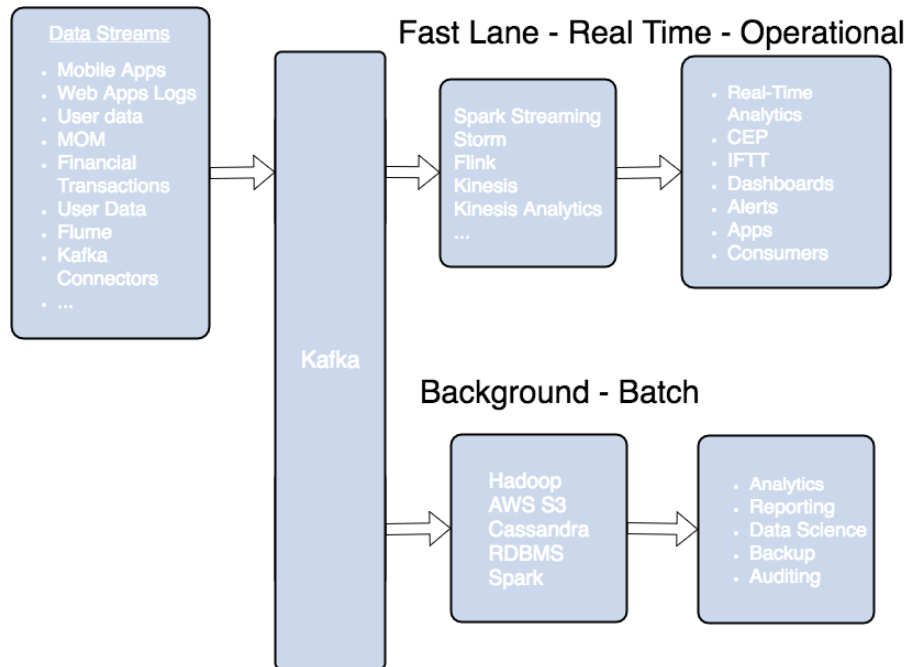 Data Streams
• Mobile Apps
• Web Apps Logs
• User data
• MOM
• Financial
Transactions
• User Data
• Flume
• Kafka
Connectors
• ...
Kafka
Fast Lane - Real Time - Operational
Spark Streaming
Storm
Flink
Kinesis
Kinesis Analytics
...
• Real-Time
Analytics
• CEP
• IFTT
• Dashboards
• Alerts
• Apps
• Consumers
Background - Batch
Hadoop
AWS S3
Cassandra
RDBMS
Spark
• Analytics
• Reporting
• Data Science
• Backup
• Auditing